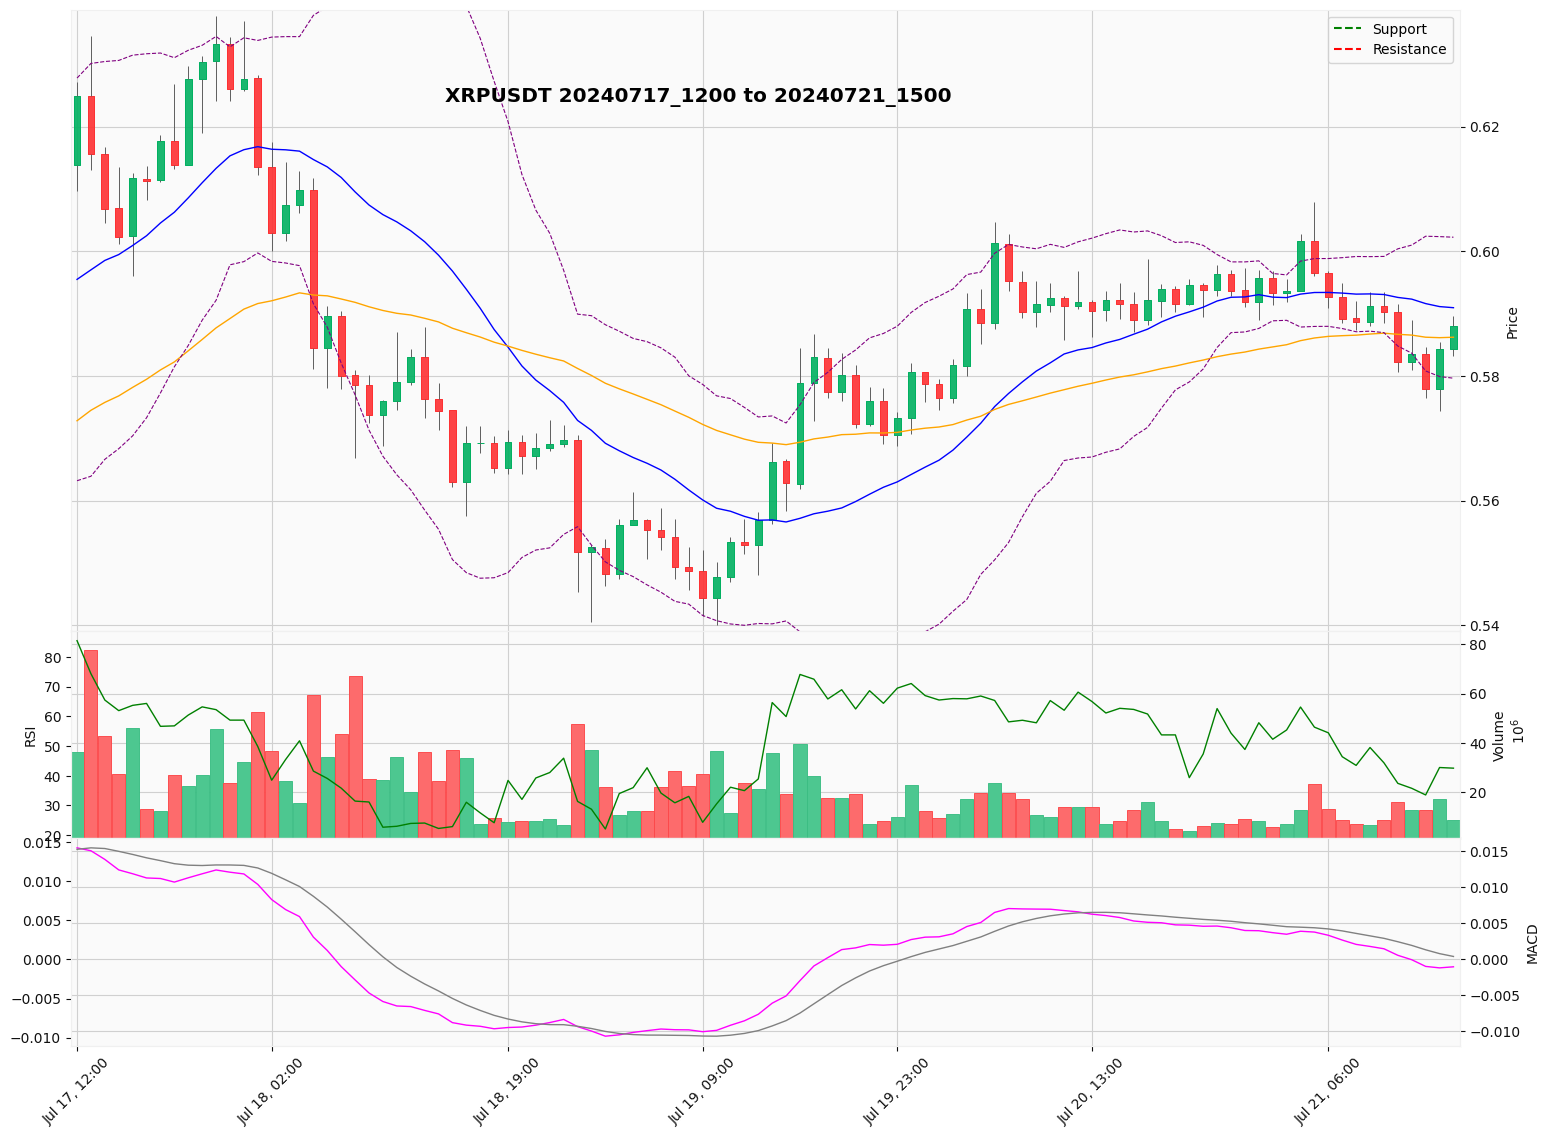 Support
Resistance
XRPUSDT 20240717_1200 to 20240721_1500
0.62
0.60
0.58
0.56
0.54
Price
80
70
60
50
40
30
20
RSI
80
60
40
20
Volume
10^6
0.015
0.010
0.005
0.000
−0.005
−0.010
0.015
0.010
0.005
0.000
−0.005
−0.010
MACD
Jul 17, 12:00
Jul 18, 02:00
Jul 18, 19:00
Jul 19, 09:00
Jul 19, 23:00
Jul 20, 13:00
Jul 21, 06:00